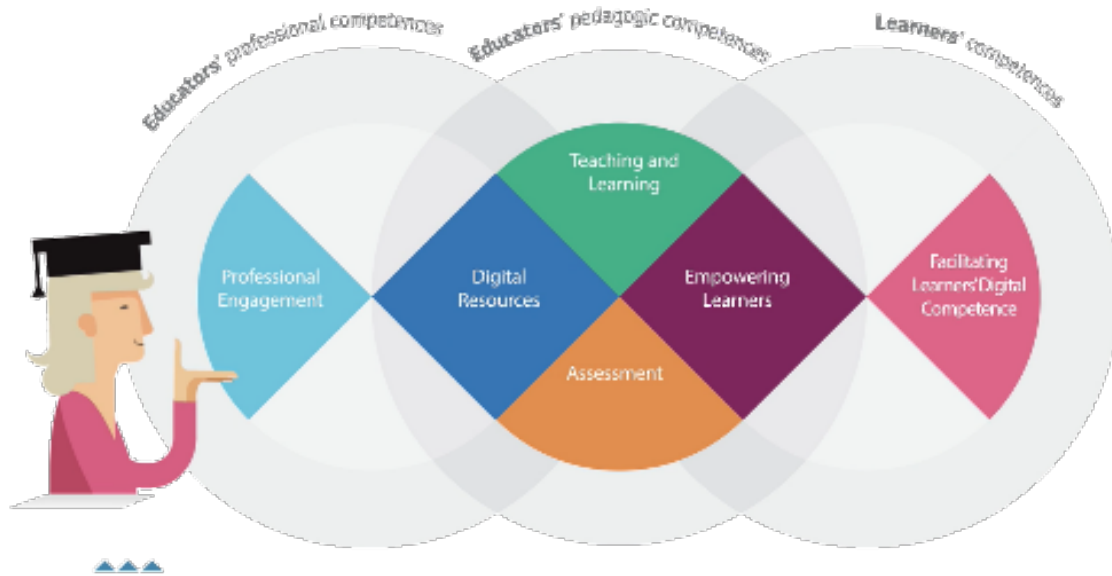 Educators' professional competences
Educators' pedagogic competences
Learners' competences
Teaching and
Learning
Professional
Engagement
Digital
Resources
Empowering
Learners
Facilitating
Learners'Digital
Competence
Assessment